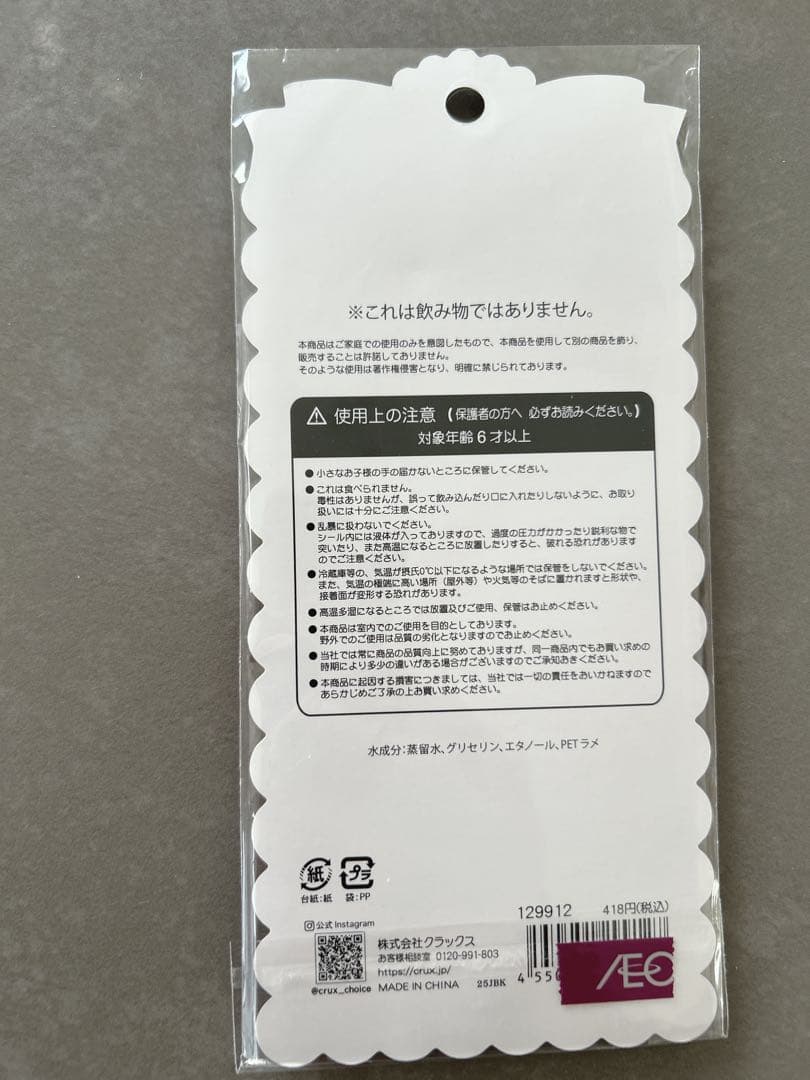 ※これは飲み物ではありません。
本商品はご家庭での使用のみを意図したもので、本商品を使用して別の商品を飾り、
販売することは許諾しておりません。
そのような使用は著作権侵害となり、明確に禁じられております。
⚠ 使用上の注意 (保護者の方へ 必ずお読みください。)
対象年齢6才以上
●小さなお子様の手の届かないところに保管してください。
●これは食べられません。
毒性はありませんが、誤って飲み込んだり口に入れたりしないように、お取り
扱いには十分にご注意ください。
●乱暴に扱わないでください。
シール内には液体が入っておりますので、過度の圧力がかかったり鋭利な物で
突いたり、また高温になるところに放置したりすると、破れる恐れがあります
のでご注意ください。
●冷蔵庫等の、気温が摂氏0℃以下になるような場所では保管をしないでください。
また、気温の極端に高い場所(屋外等)や火気等のそばに置かれますと形状や、
接着面が変形する恐れがあります。
●高温多湿になるところでは放置及びご使用、保管はお止めください。
●本商品は室内でのご使用を目的としております。
野外でのご使用は品質の劣化となりますのでお止めください。
●当社では常に商品の品質向上に努めておりますが、同一商品内でもお買い求めの
時期により多少の違いがある場合がございますのでご承知おきください。
●本商品に起因する損害につきましては、当社では一切の責任をおいかねますので
あらかじめご了承の上お買い求めください。
水成分:蒸留水、グリセリン、エタノール、PETラメ
紙 プラ
台紙:紙 袋:PP
129912 418円(税込)
公式Instagram
株式会社クラックス
お客様相談室 0120-991-803
https://crux.jp/
@crux_choice MADE IN CHINA 25JBK
4 550
ÆO